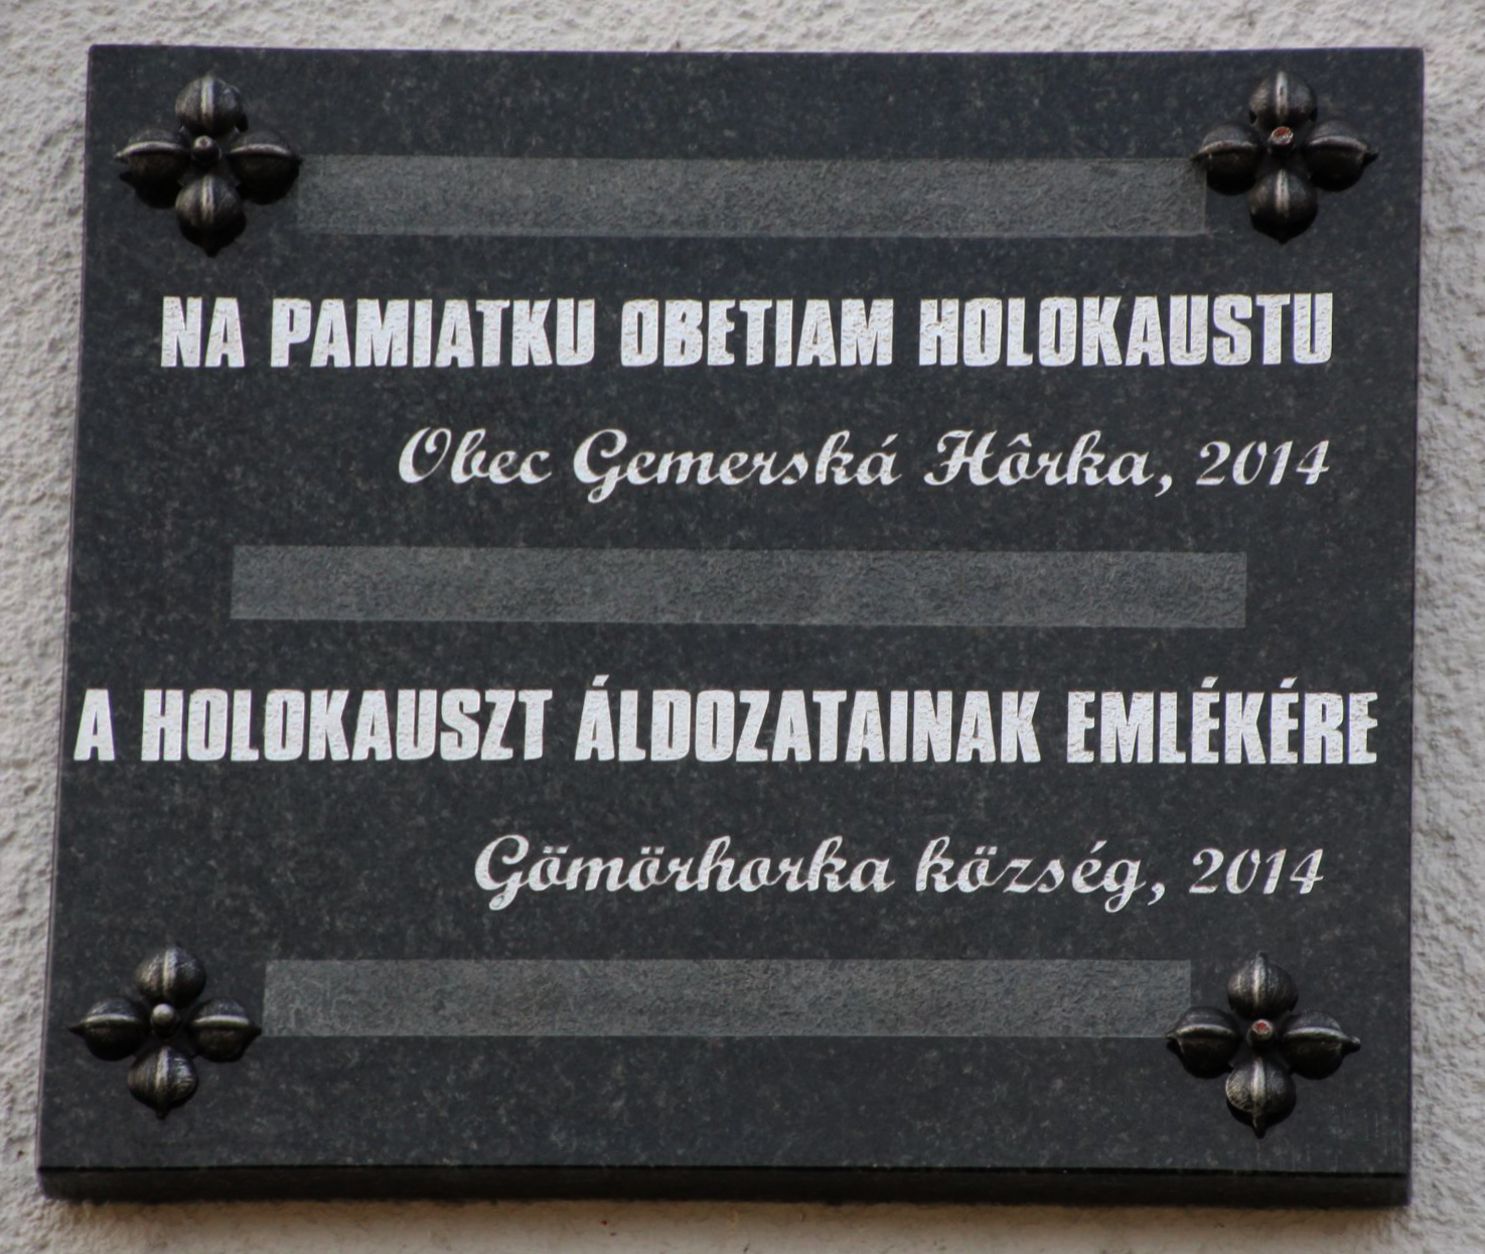 NA PAMIATKU OBETIAM HOLOKAUSTU
Obec Gemerská Hôrka, 2014
A HOLOKAUSZT ÁLDOZATAINAK EMLÉKÉRE
Gömörhorka község, 2014